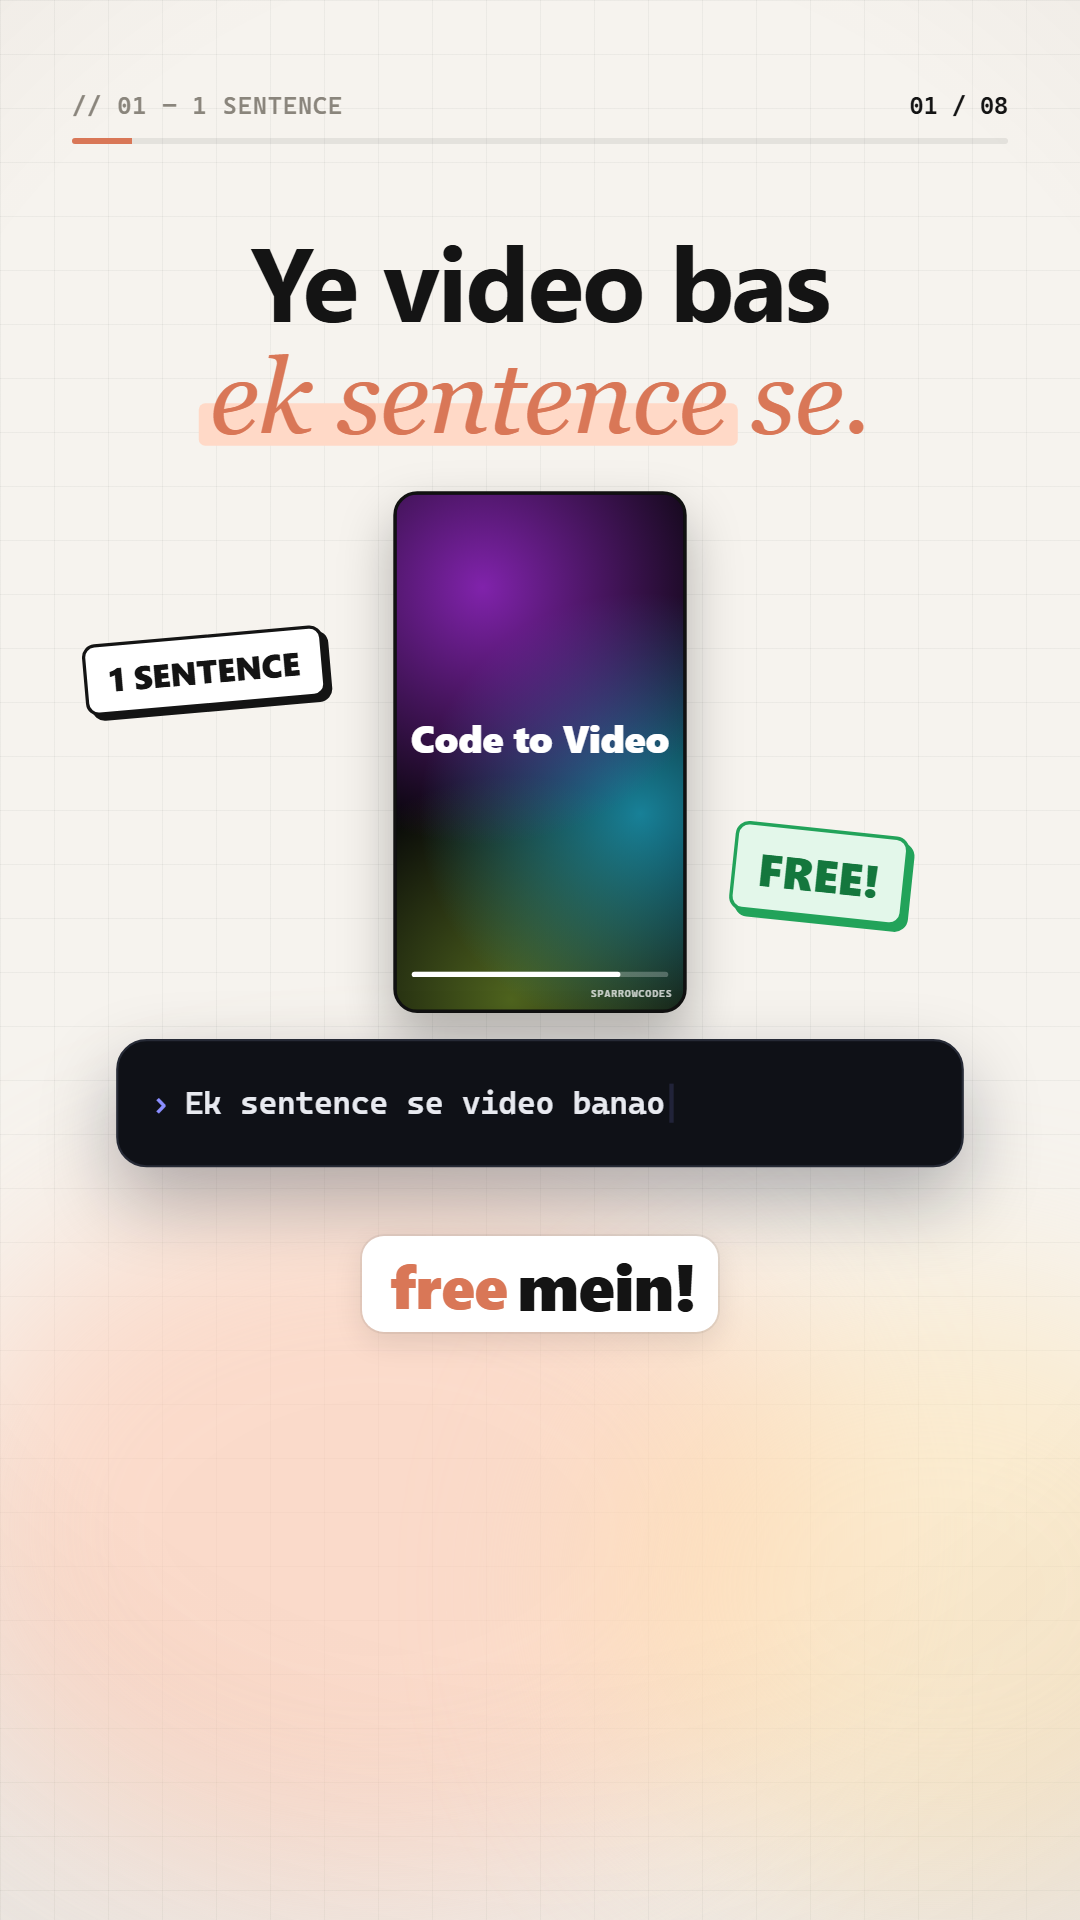 // 01 — 1 SENTENCE
01 / 08
Ye video bas
ek sentence se.
1 SENTENCE
Code to Video
FREE!
SPARROWCODES
› Ek sentence se video banao
free mein!